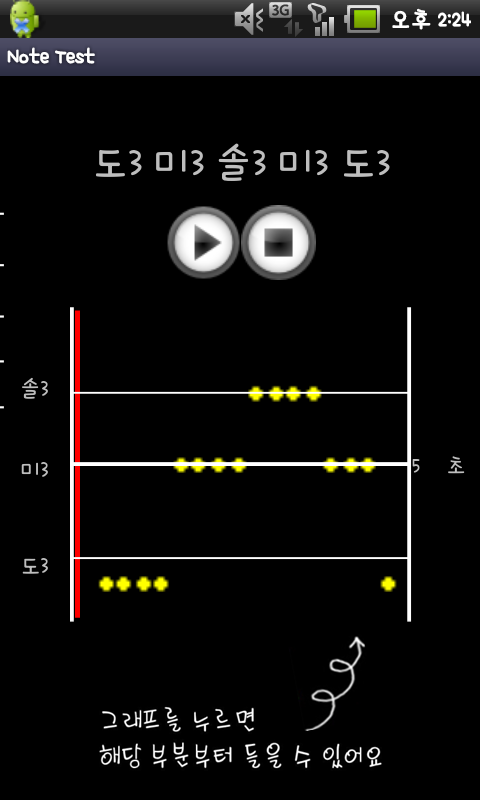 3G 오후 2:24
Note Test
도3 미3 솔3 미3 도3
솔3
미3 5 초
도3
그래프를 누르면
해당 부분부터 들을 수 있어요